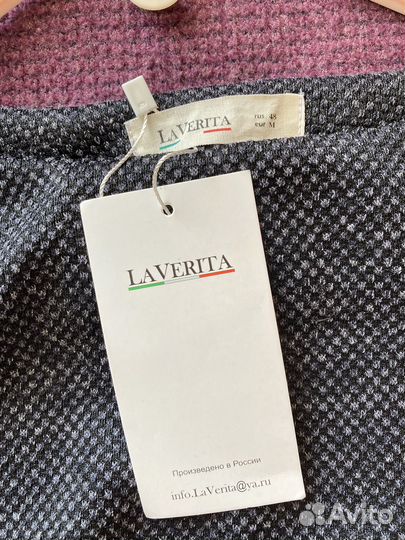 LAVERITA
rus 48
eur M
LAVERITA
Произведено в России
info.LaVerita@ya.ru
Avito